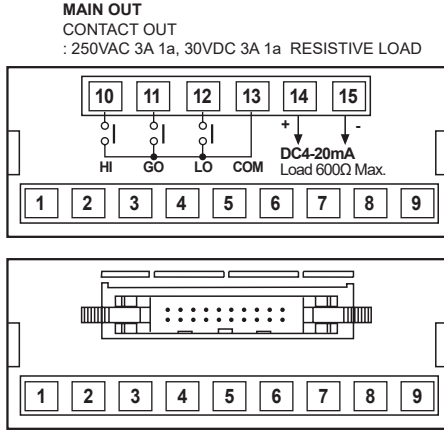 MAIN OUT
CONTACT OUT
: 250VAC 3A 1a, 30VDC 3A 1a RESISTIVE LOAD
10 11 12 13 14 15
+ -
HI GO LO COM DC4-20mA
Load 600Ω Max.
1 2 3 4 5 6 7 8 9
1 2 3 4 5 6 7 8 9